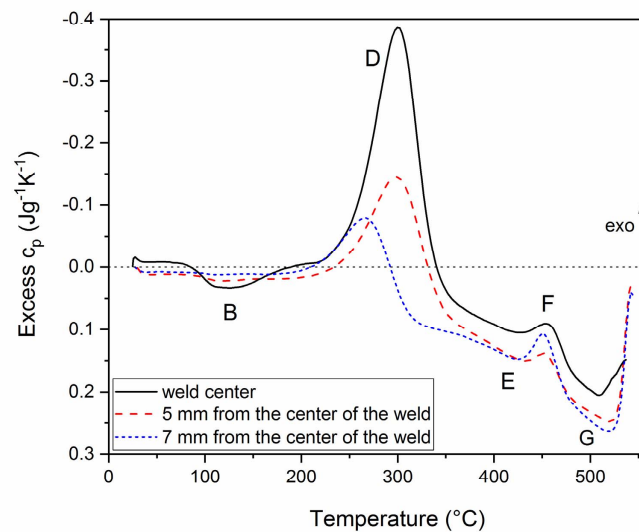 -0.4
-0.3
-0.2
-0.1
0.0
0.1
0.2
0.3
Excess cp (Jg⁻¹K⁻¹)
D
exo
B
F
E
G
weld center
5 mm from the center of the weld
7 mm from the center of the weld
0 100 200 300 400 500
Temperature (°C)